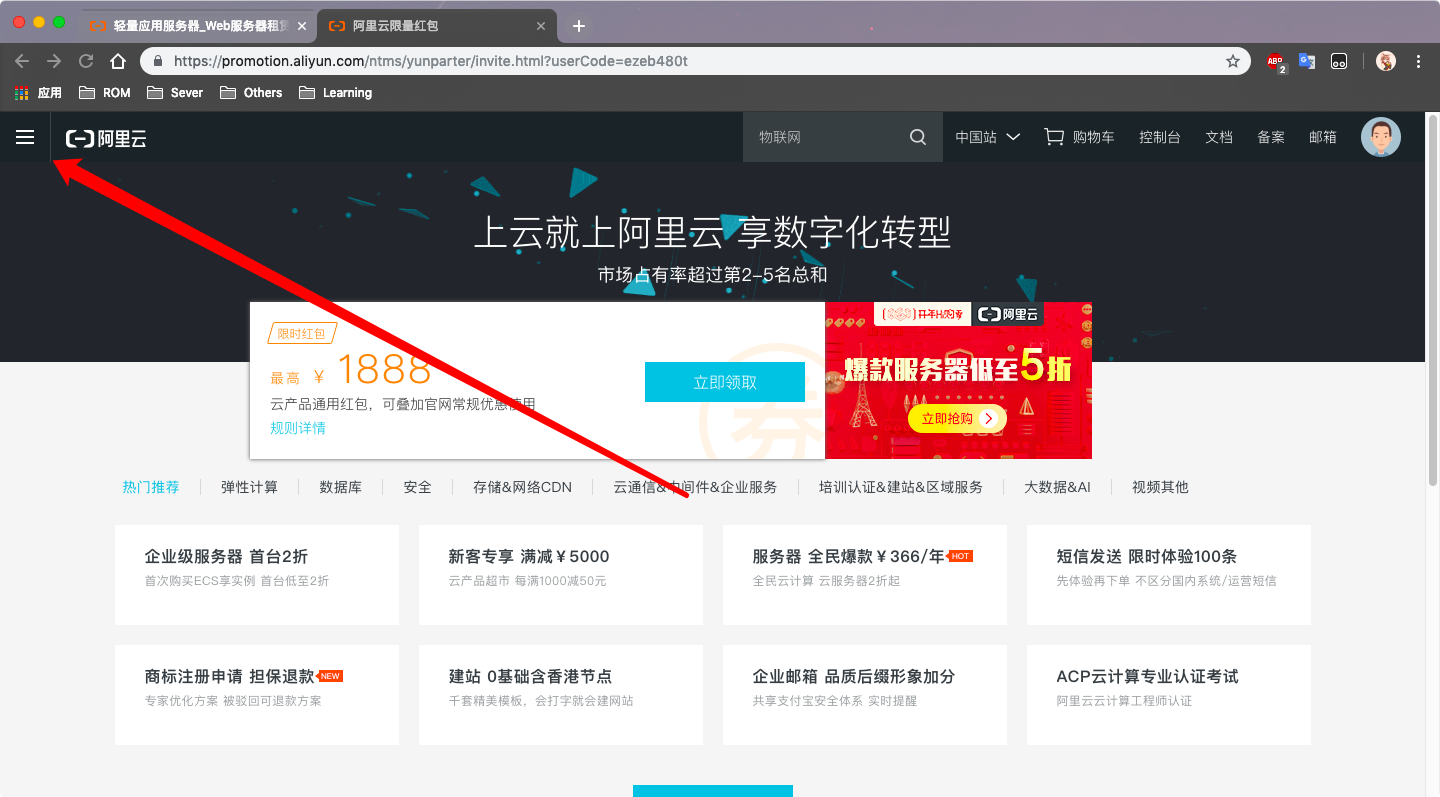 轻量应用服务器_Web服务器租赁
阿里云限量红包
https://promotion.aliyun.com/ntms/yunparter/invite.html?userCode=ezeb480t
ABP
2
应用 ROM Sever Others Learning
阿里云 物联网 中国站 购物车 控制台 文档 备案 邮箱
上云就上阿里云 享数字化转型
市场占有率超过第2-5名总和
限时红包
最高 ¥ 1888
云产品通用红包，可叠加官网常规优惠使用
规则详情
立即领取
券
阿里云
爆款服务器低至5折
立即抢购
热门推荐 弹性计算 数据库 安全 存储&网络CDN 云通信&中间件&企业服务 培训认证&建站&区域服务 大数据&AI 视频其他
企业级服务器 首台2折
首次购买ECS享实例 首台低至2折
新客专享 满减¥5000
云产品超市 每满1000减50元
服务器 全民爆款¥366/年 HOT
全民云计算 云服务器2折起
短信发送 限时体验100条
先体验再下单 不区分国内系统/运营短信
商标注册申请 担保退款 NEW
专家优化方案 被驳回可退款方案
建站 0基础含香港节点
千套精美模板，会打字就会建网站
企业邮箱 品质后缀形象加分
共享支付宝安全体系 实时提醒
ACP云计算专业认证考试
阿里云云计算工程师认证